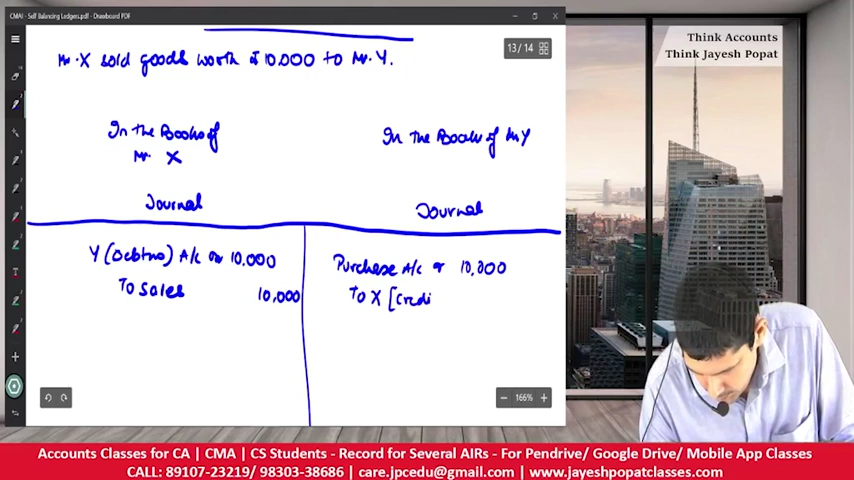 CMAI - Self Balancing Ledgers.pdf - Drawboard PDF
Think Accounts
Think Jayesh Popat
13 / 14
Mr. X sold goods worth ₹ 10,000 to Mr. Y.
In the Books of
Mr. X
In the Books of Mr Y
Journal
Journal
Y (Debtors) A/c Dr 10,000
To Sales 10,000
Purchase A/c Dr 10,000
To X [Credi
166%
Accounts Classes for CA | CMA | CS Students - Record for Several AIRs - For Pendrive/ Google Drive/ Mobile App Classes
CALL: 89107-23219/ 98303-38686 | care.jpcedu@gmail.com | www.jayeshpopatclasses.com